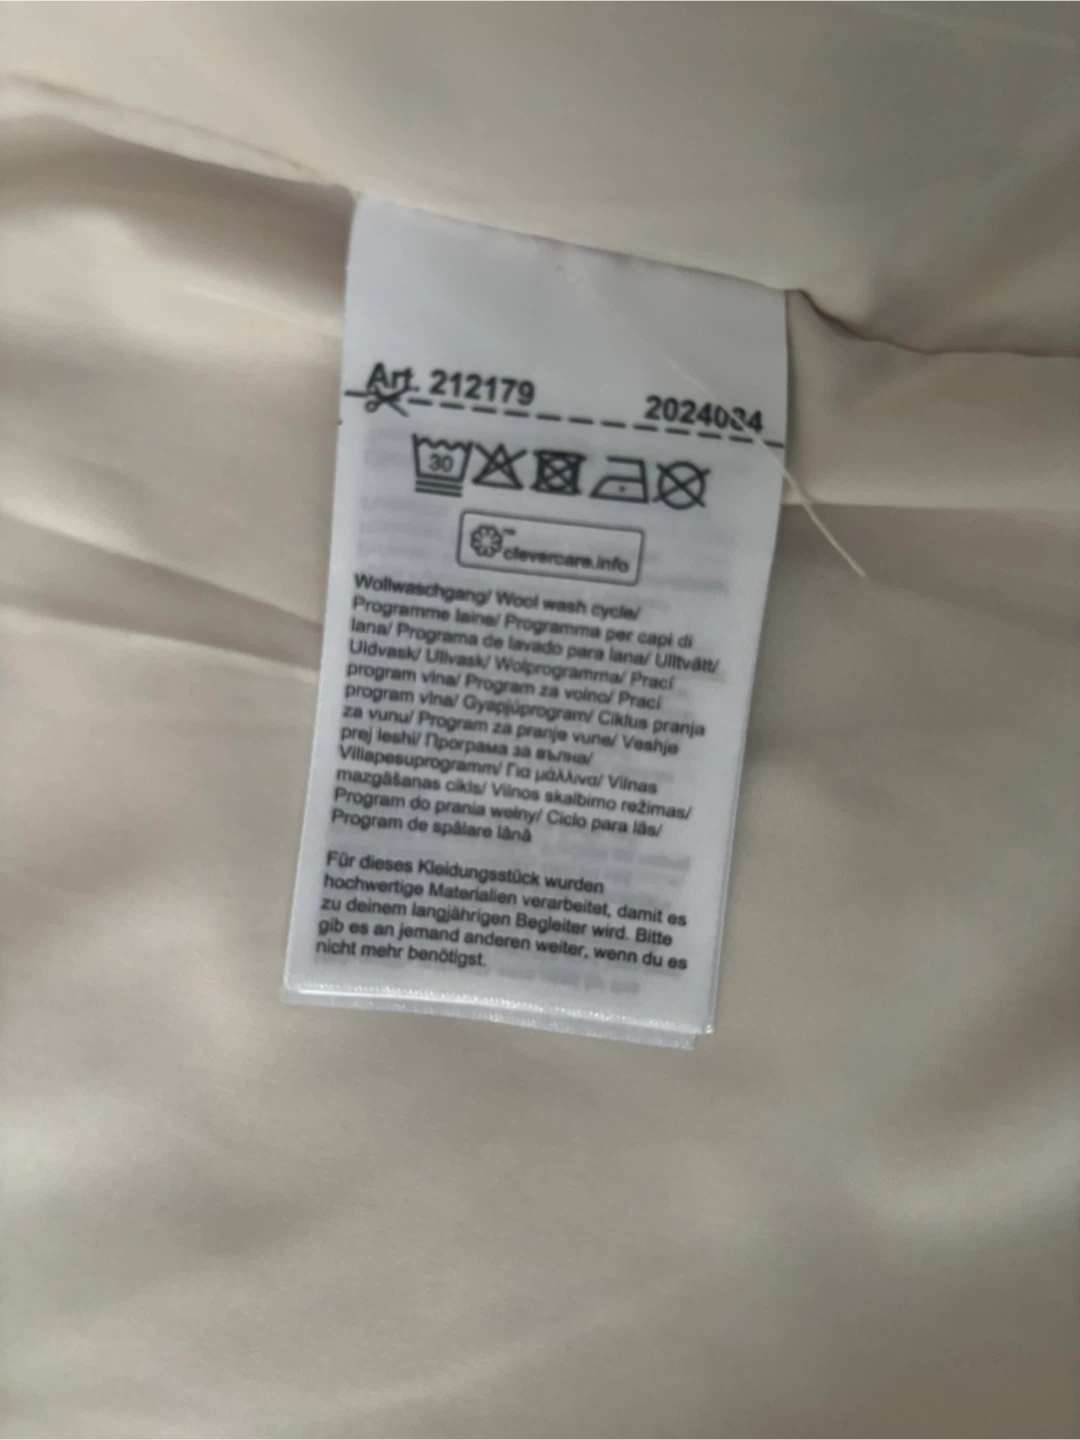 Art. 212179 2024034
30
clevercare.info
Wollwaschgang/ Wool wash cycle/
Programme laine/ Programma per capi di
lana/ Programa de lavado para lana/ Ulltvätt/
Uldvask/ Ullvask/ Wolprogramma/ Prací
program vlna/ Program za volno/ Prací
program vlna/ Gyapjúprogram/ Ciklus pranja
za vunu/ Program za pranje vune/ Veshje
prej leshi/ Програма за вълна/
Villapesuprogramm/ Για μάλλινα/ Vilnas
mazgāšanas cikls/ Vilnos skalbimo režimas/
Program do prania wełny/ Ciclo para lãs/
Program de spălare lână
Für dieses Kleidungsstück wurden
hochwertige Materialien verarbeitet, damit es
zu deinem langjährigen Begleiter wird. Bitte
gib es an jemand anderen weiter, wenn du es
nicht mehr benötigst.